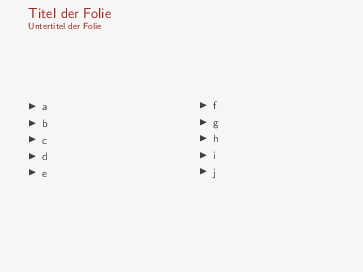 Titel der Folie
Untertitel der Folie
▶ a
▶ b
▶ c
▶ d
▶ e
▶ f
▶ g
▶ h
▶ i
▶ j